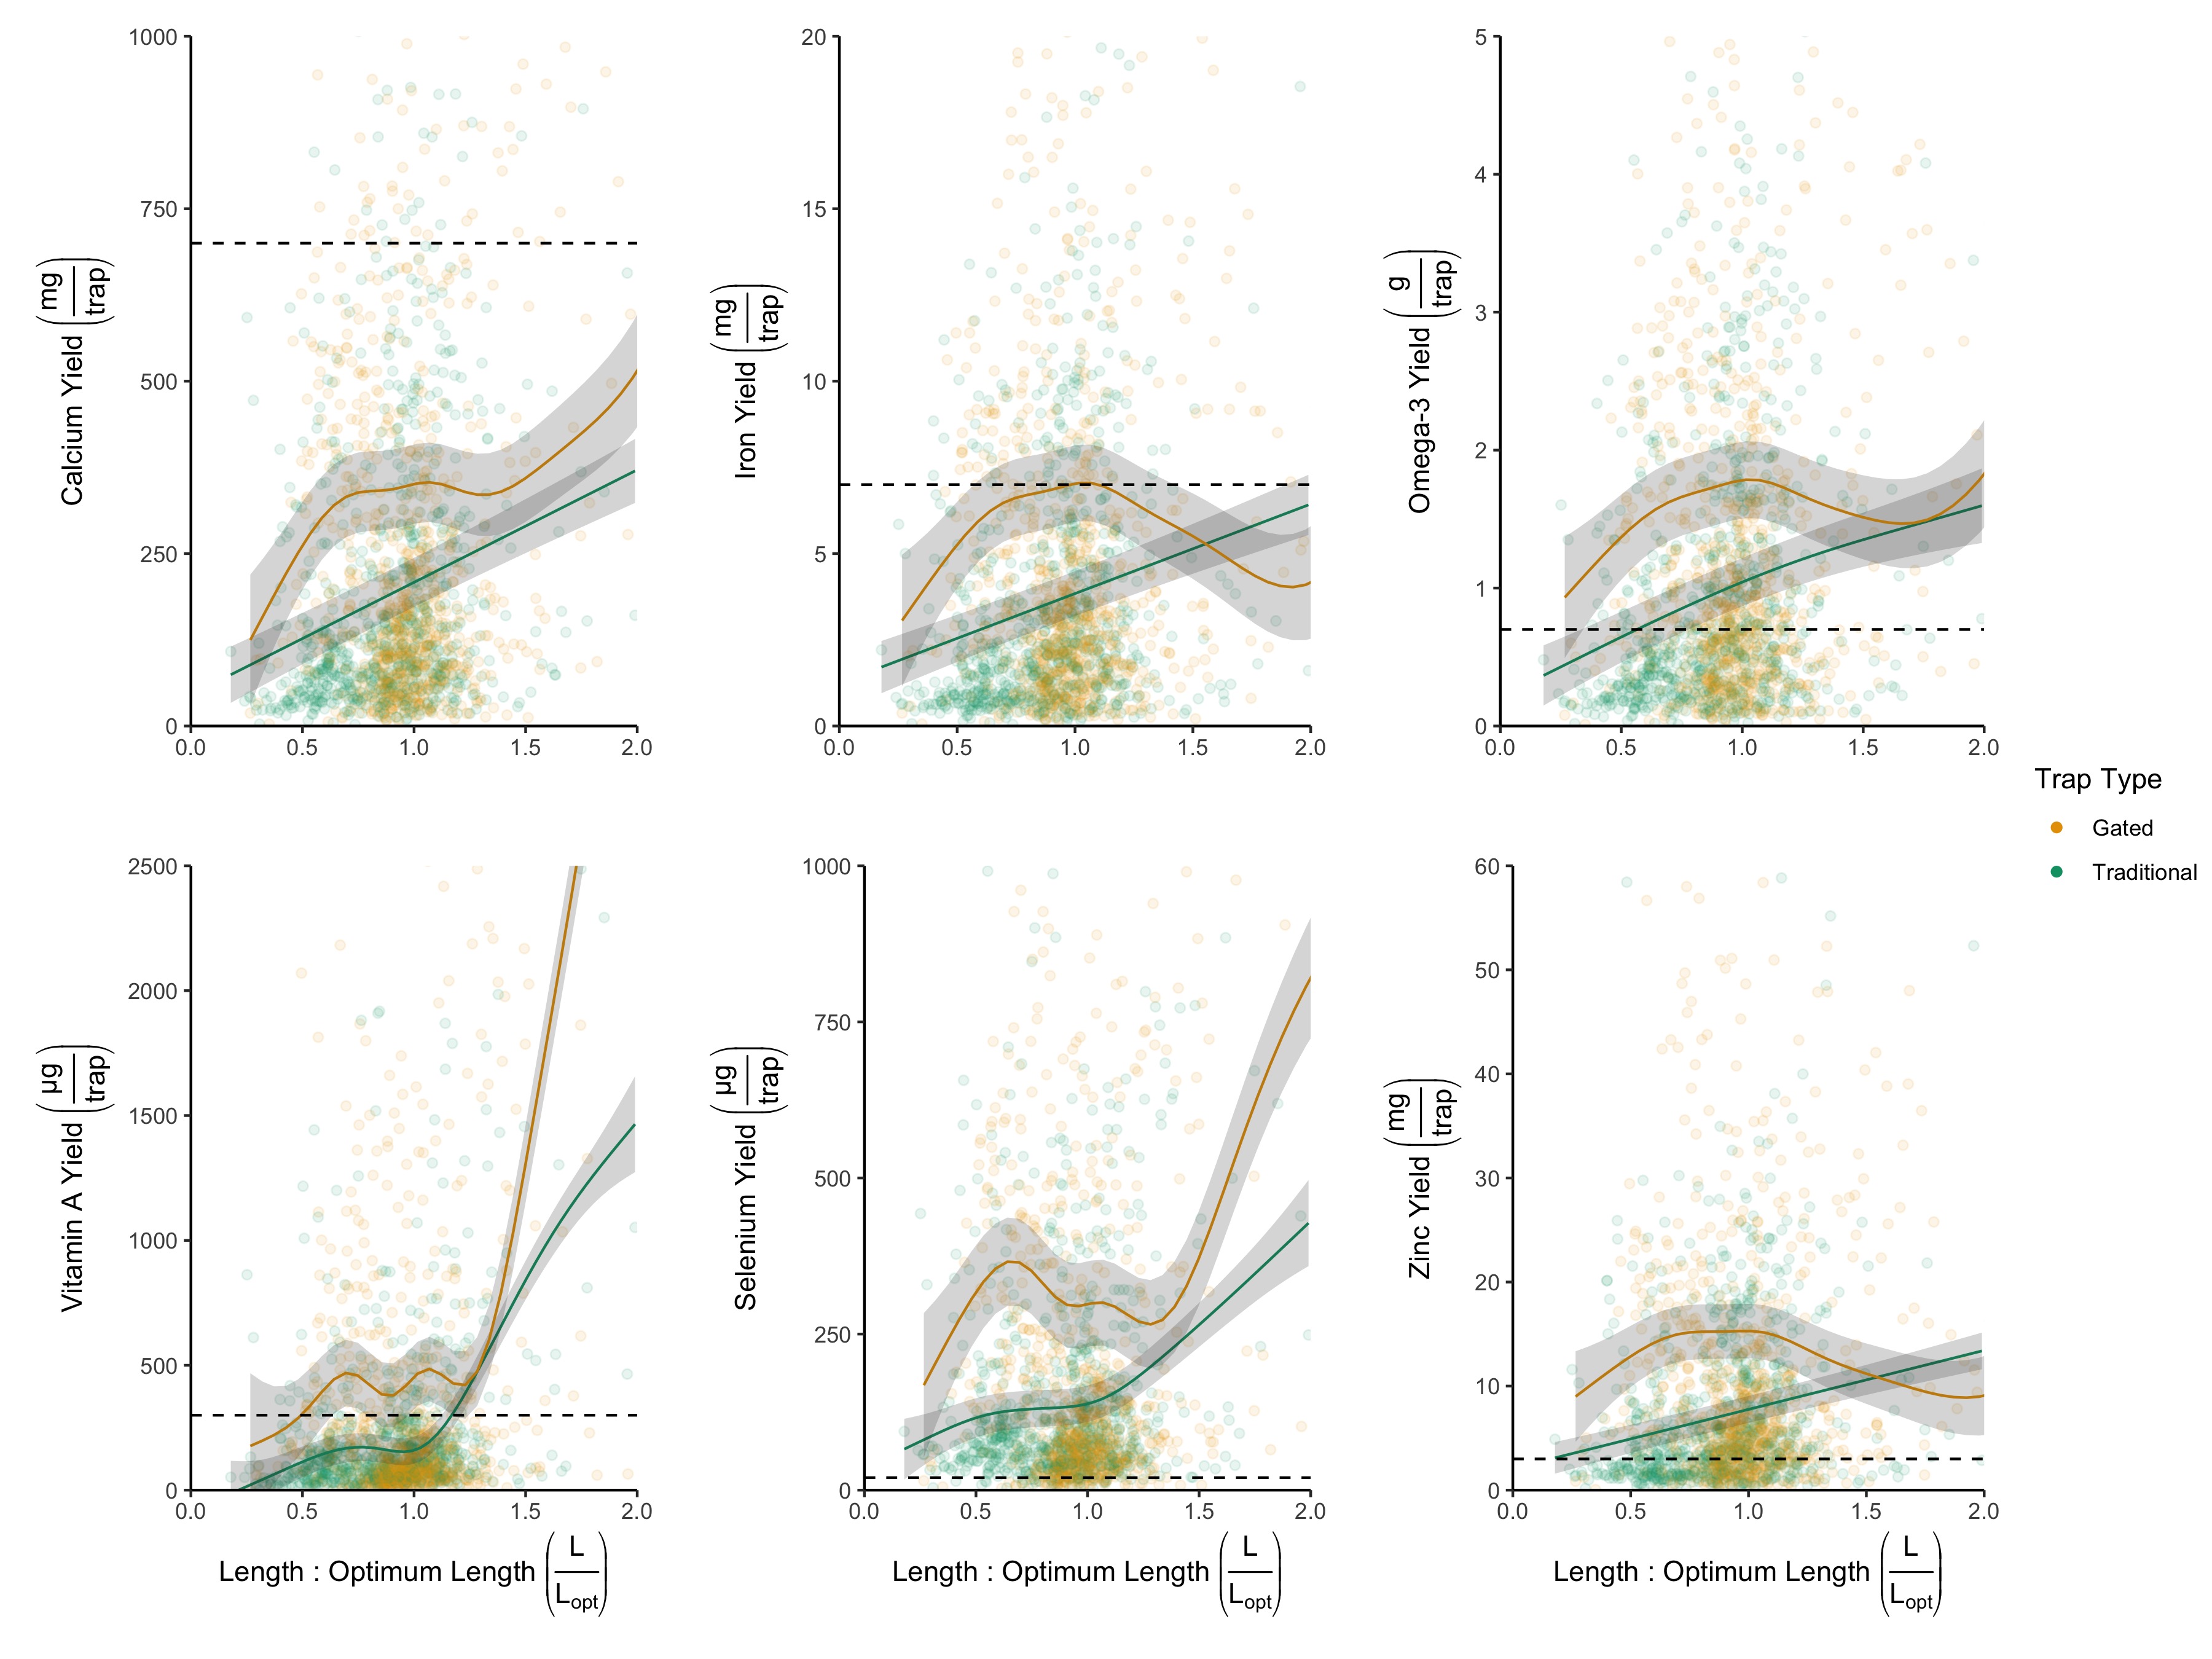 Calcium Yield (mg/trap)
1000
750
500
250
0
0.0 0.5 1.0 1.5 2.0
Iron Yield (mg/trap)
20
15
10
5
0
0.0 0.5 1.0 1.5 2.0
Omega-3 Yield (g/trap)
5
4
3
2
1
0
0.0 0.5 1.0 1.5 2.0
Trap Type
Gated
Traditional
Vitamin A Yield (µg/trap)
2500
2000
1500
1000
500
0
0.0 0.5 1.0 1.5 2.0
Length : Optimum Length (L/Lopt)
Selenium Yield (µg/trap)
1000
750
500
250
0
0.0 0.5 1.0 1.5 2.0
Length : Optimum Length (L/Lopt)
Zinc Yield (mg/trap)
60
50
40
30
20
10
0
0.0 0.5 1.0 1.5 2.0
Length : Optimum Length (L/Lopt)